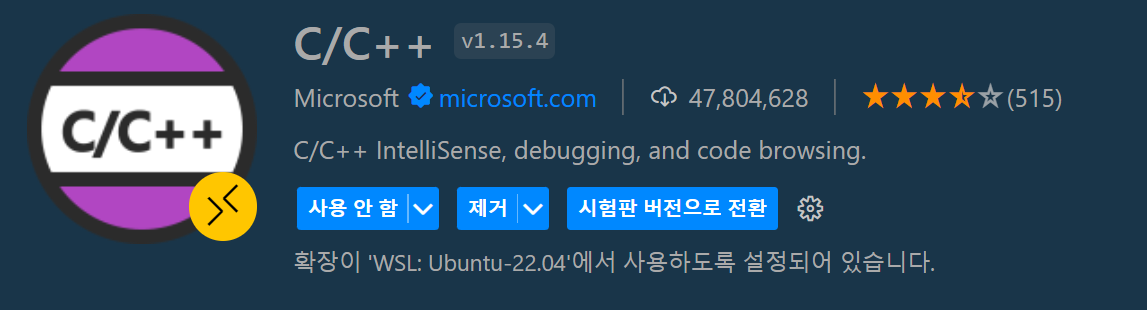 C/C++ v1.15.4
C/C++
Microsoft microsoft.com 47,804,628 (515)
C/C++ IntelliSense, debugging, and code browsing.
사용 안 함 제거 시험판 버전으로 전환
확장이 'WSL: Ubuntu-22.04'에서 사용하도록 설정되어 있습니다.